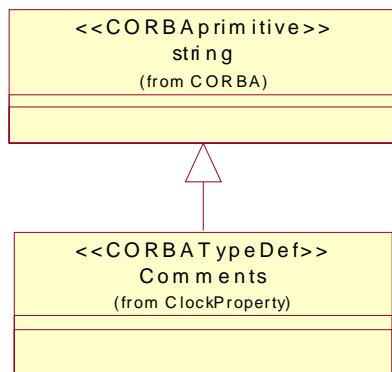 <<CORBAprimitive>>
string
(from CORBA)
<<CORBATypeDef>>
Comments
(from ClockProperty)